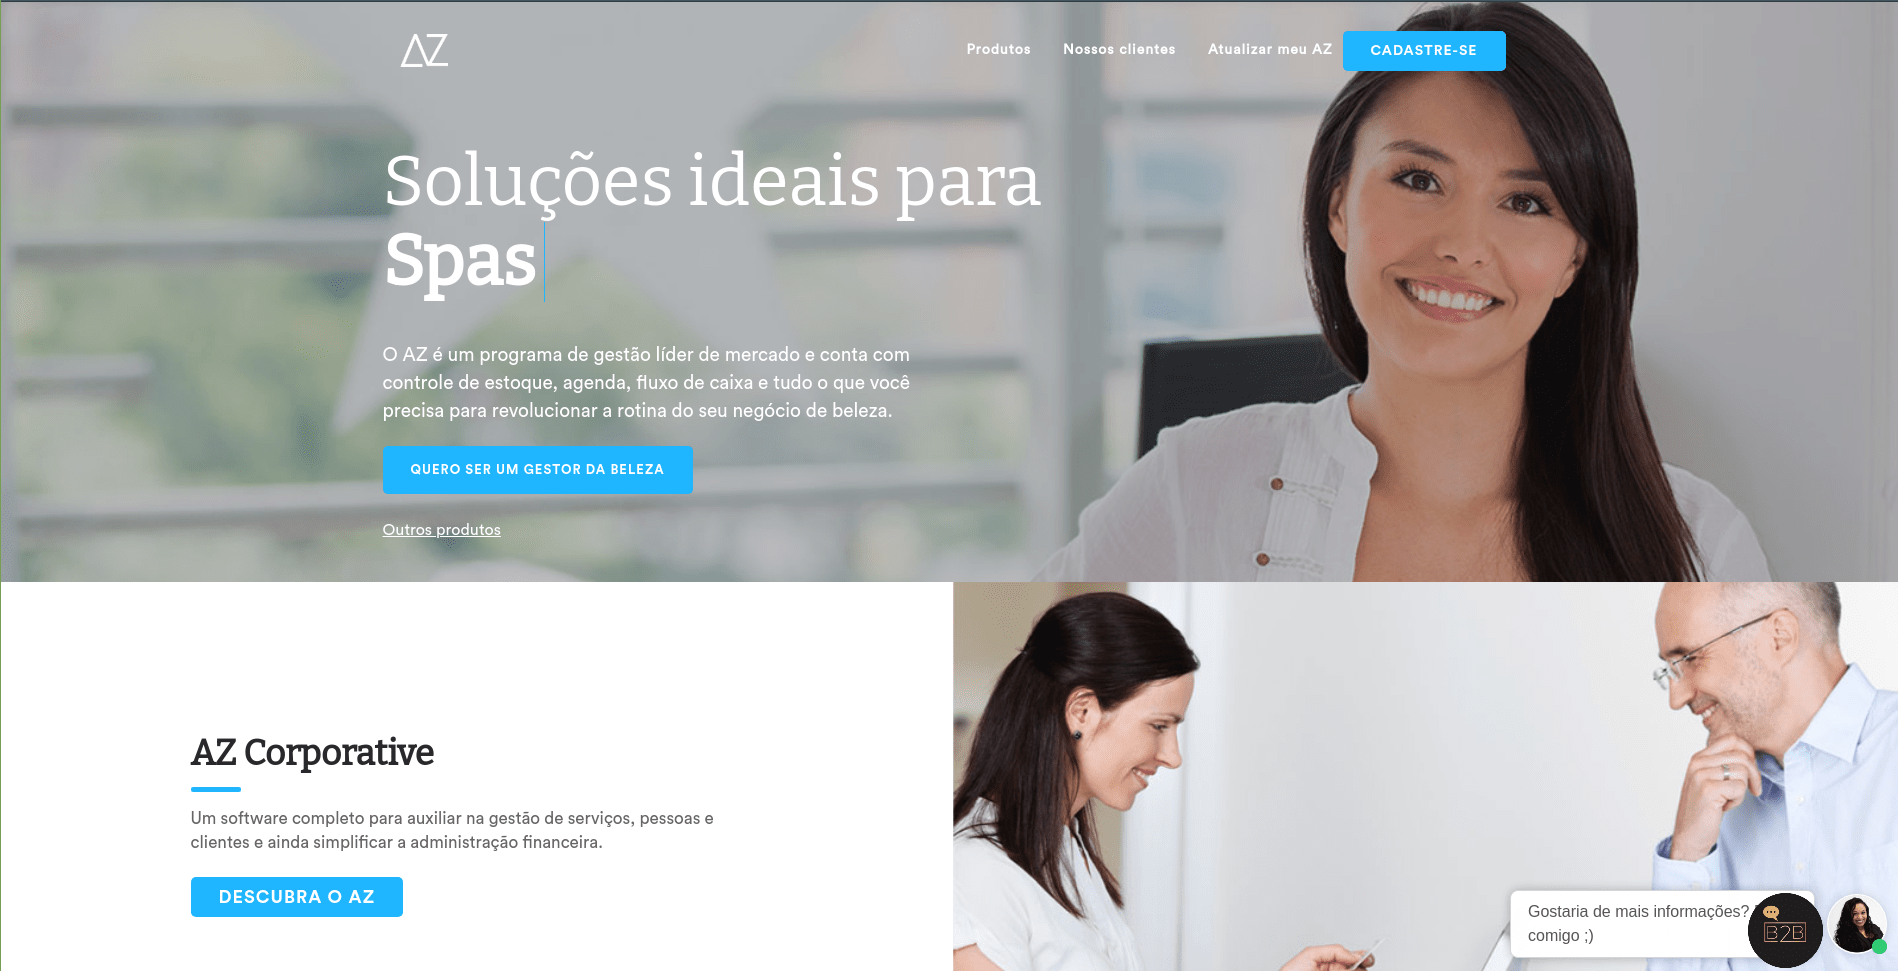 AZ
Produtos
Nossos clientes
Atualizar meu AZ
CADASTRE-SE
Soluções ideais para
Spas
O AZ é um programa de gestão líder de mercado e conta com
controle de estoque, agenda, fluxo de caixa e tudo o que você
precisa para revolucionar a rotina do seu negócio de beleza.
QUERO SER UM GESTOR DA BELEZA
Outros produtos
AZ Corporative
Um software completo para auxiliar na gestão de serviços, pessoas e
clientes e ainda simplificar a administração financeira.
DESCUBRA O AZ
Gostaria de mais informações?
comigo ;)
B2B